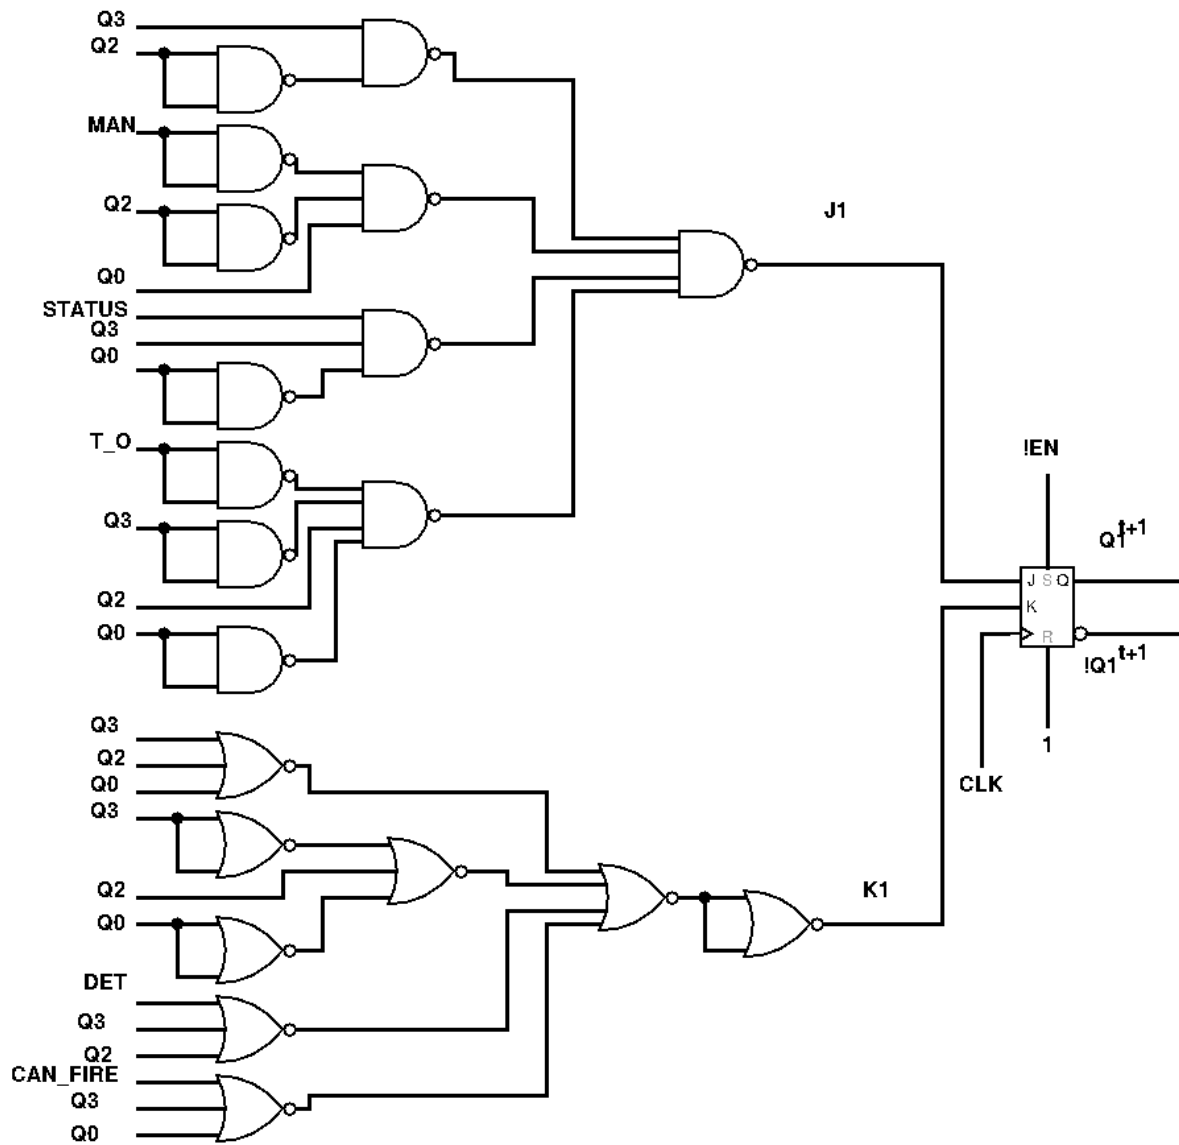 Q3
Q2
MAN
Q2
J1
Q0
STATUS
Q3
Q0
T_O
!EN
Q3
Q1t+1
J S Q
Q2
K
Q0
R
!Q1t+1
Q3
1
Q2
CLK
Q0
Q3
Q2
K1
Q0
DET
Q3
Q2
CAN_FIRE
Q3
Q0